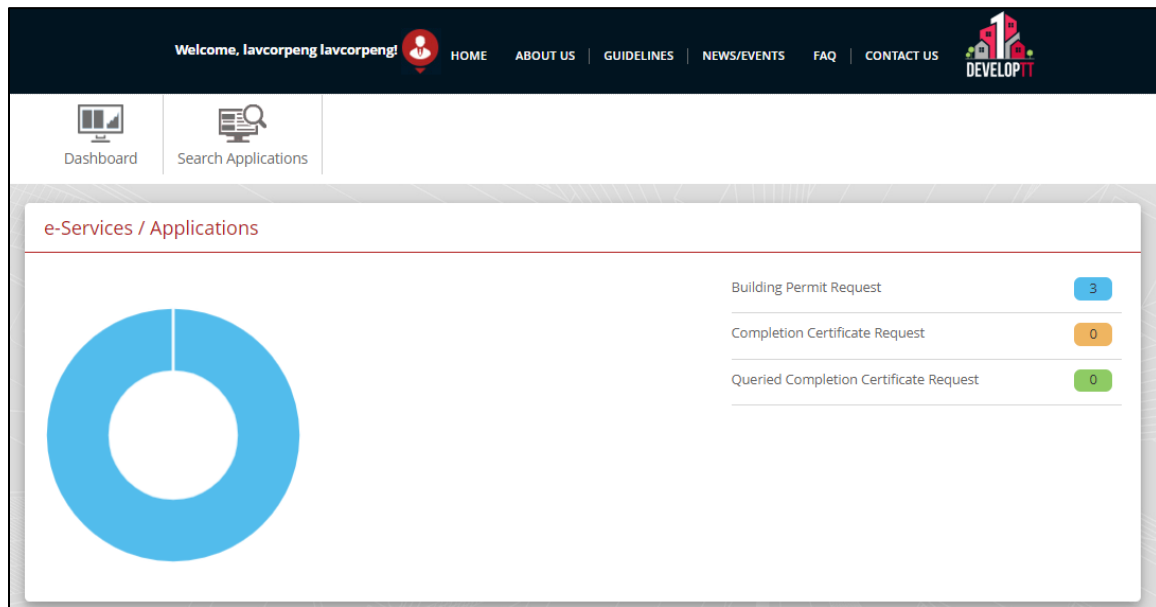 Welcome, lavcorpeng lavcorpeng!
HOME ABOUT US GUIDELINES NEWS/EVENTS FAQ CONTACT US
1
DEVELOPTT
Dashboard Search Applications
e-Services / Applications
Building Permit Request 3
Completion Certificate Request 0
Queried Completion Certificate Request 0